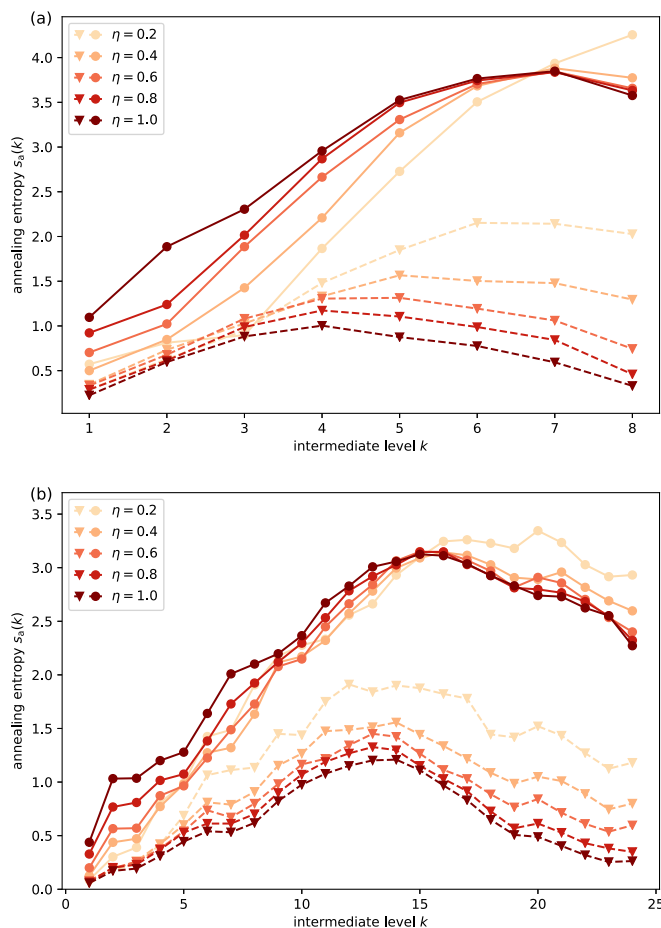 (a)
η = 0.2
η = 0.4
η = 0.6
η = 0.8
η = 1.0
annealing entropy sₐ(k)
4.0
3.5
3.0
2.5
2.0
1.5
1.0
0.5
1 2 3 4 5 6 7 8
intermediate level k
(b)
η = 0.2
η = 0.4
η = 0.6
η = 0.8
η = 1.0
annealing entropy sₐ(k)
3.5
3.0
2.5
2.0
1.5
1.0
0.5
0.0
0 5 10 15 20 25
intermediate level k